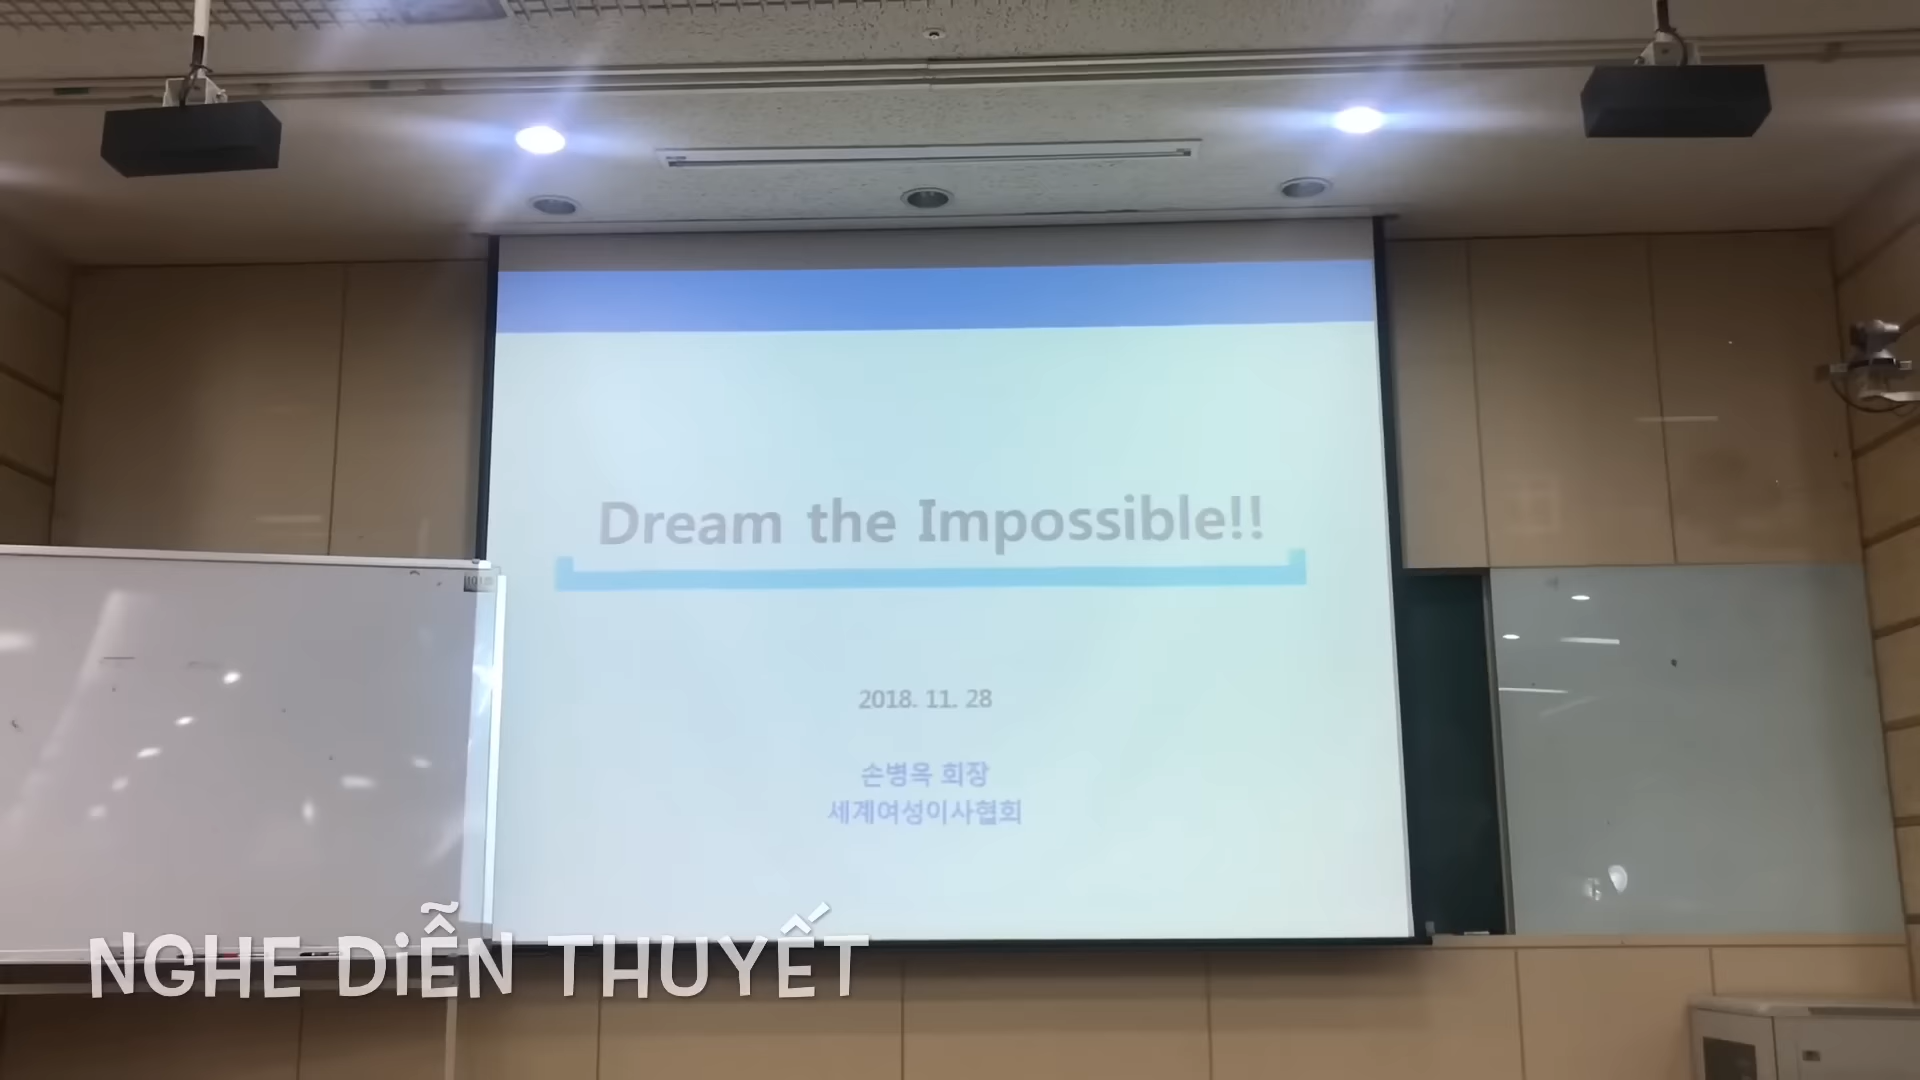 Dream the Impossible!!
2018. 11. 28
손병옥 회장
세계여성이사협회
NGHE DiỄN THUYẾT